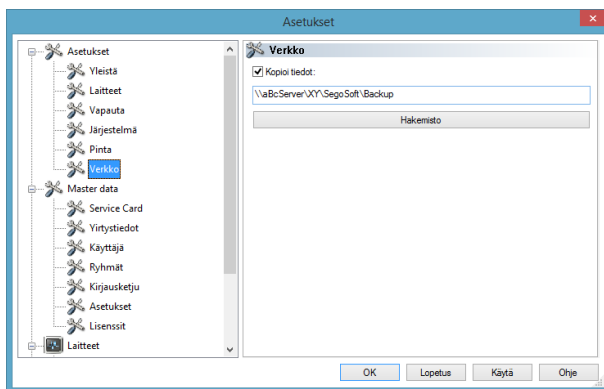 Asetukset
Asetukset
Yleistä
Laitteet
Vapauta
Järjestelmä
Pinta
Verkko
Master data
Service Card
Yirtystiedot
Käyttäjä
Ryhmät
Kirjausketju
Asetukset
Lisenssit
Laitteet
Verkko
Kopioi tiedot:
\\aBcServer\XY\SegoSoft\Backup
Hakemisto
OK
Lopetus
Käytä
Ohje